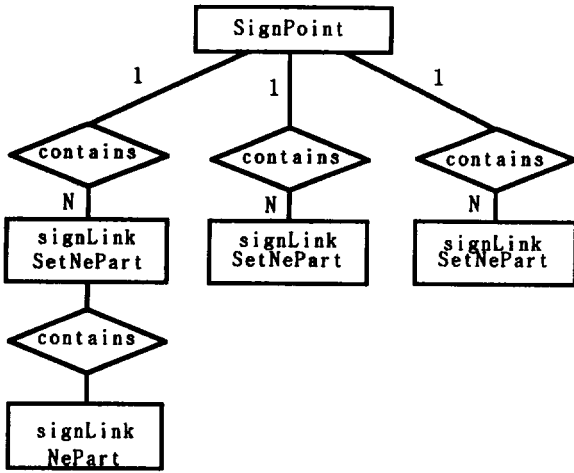 SignPoint
1
1
1
contains
contains
contains
N
N
N
signLink
SetNePart
signLink
SetNePart
signLink
SetNePart
contains
signLink
NePart